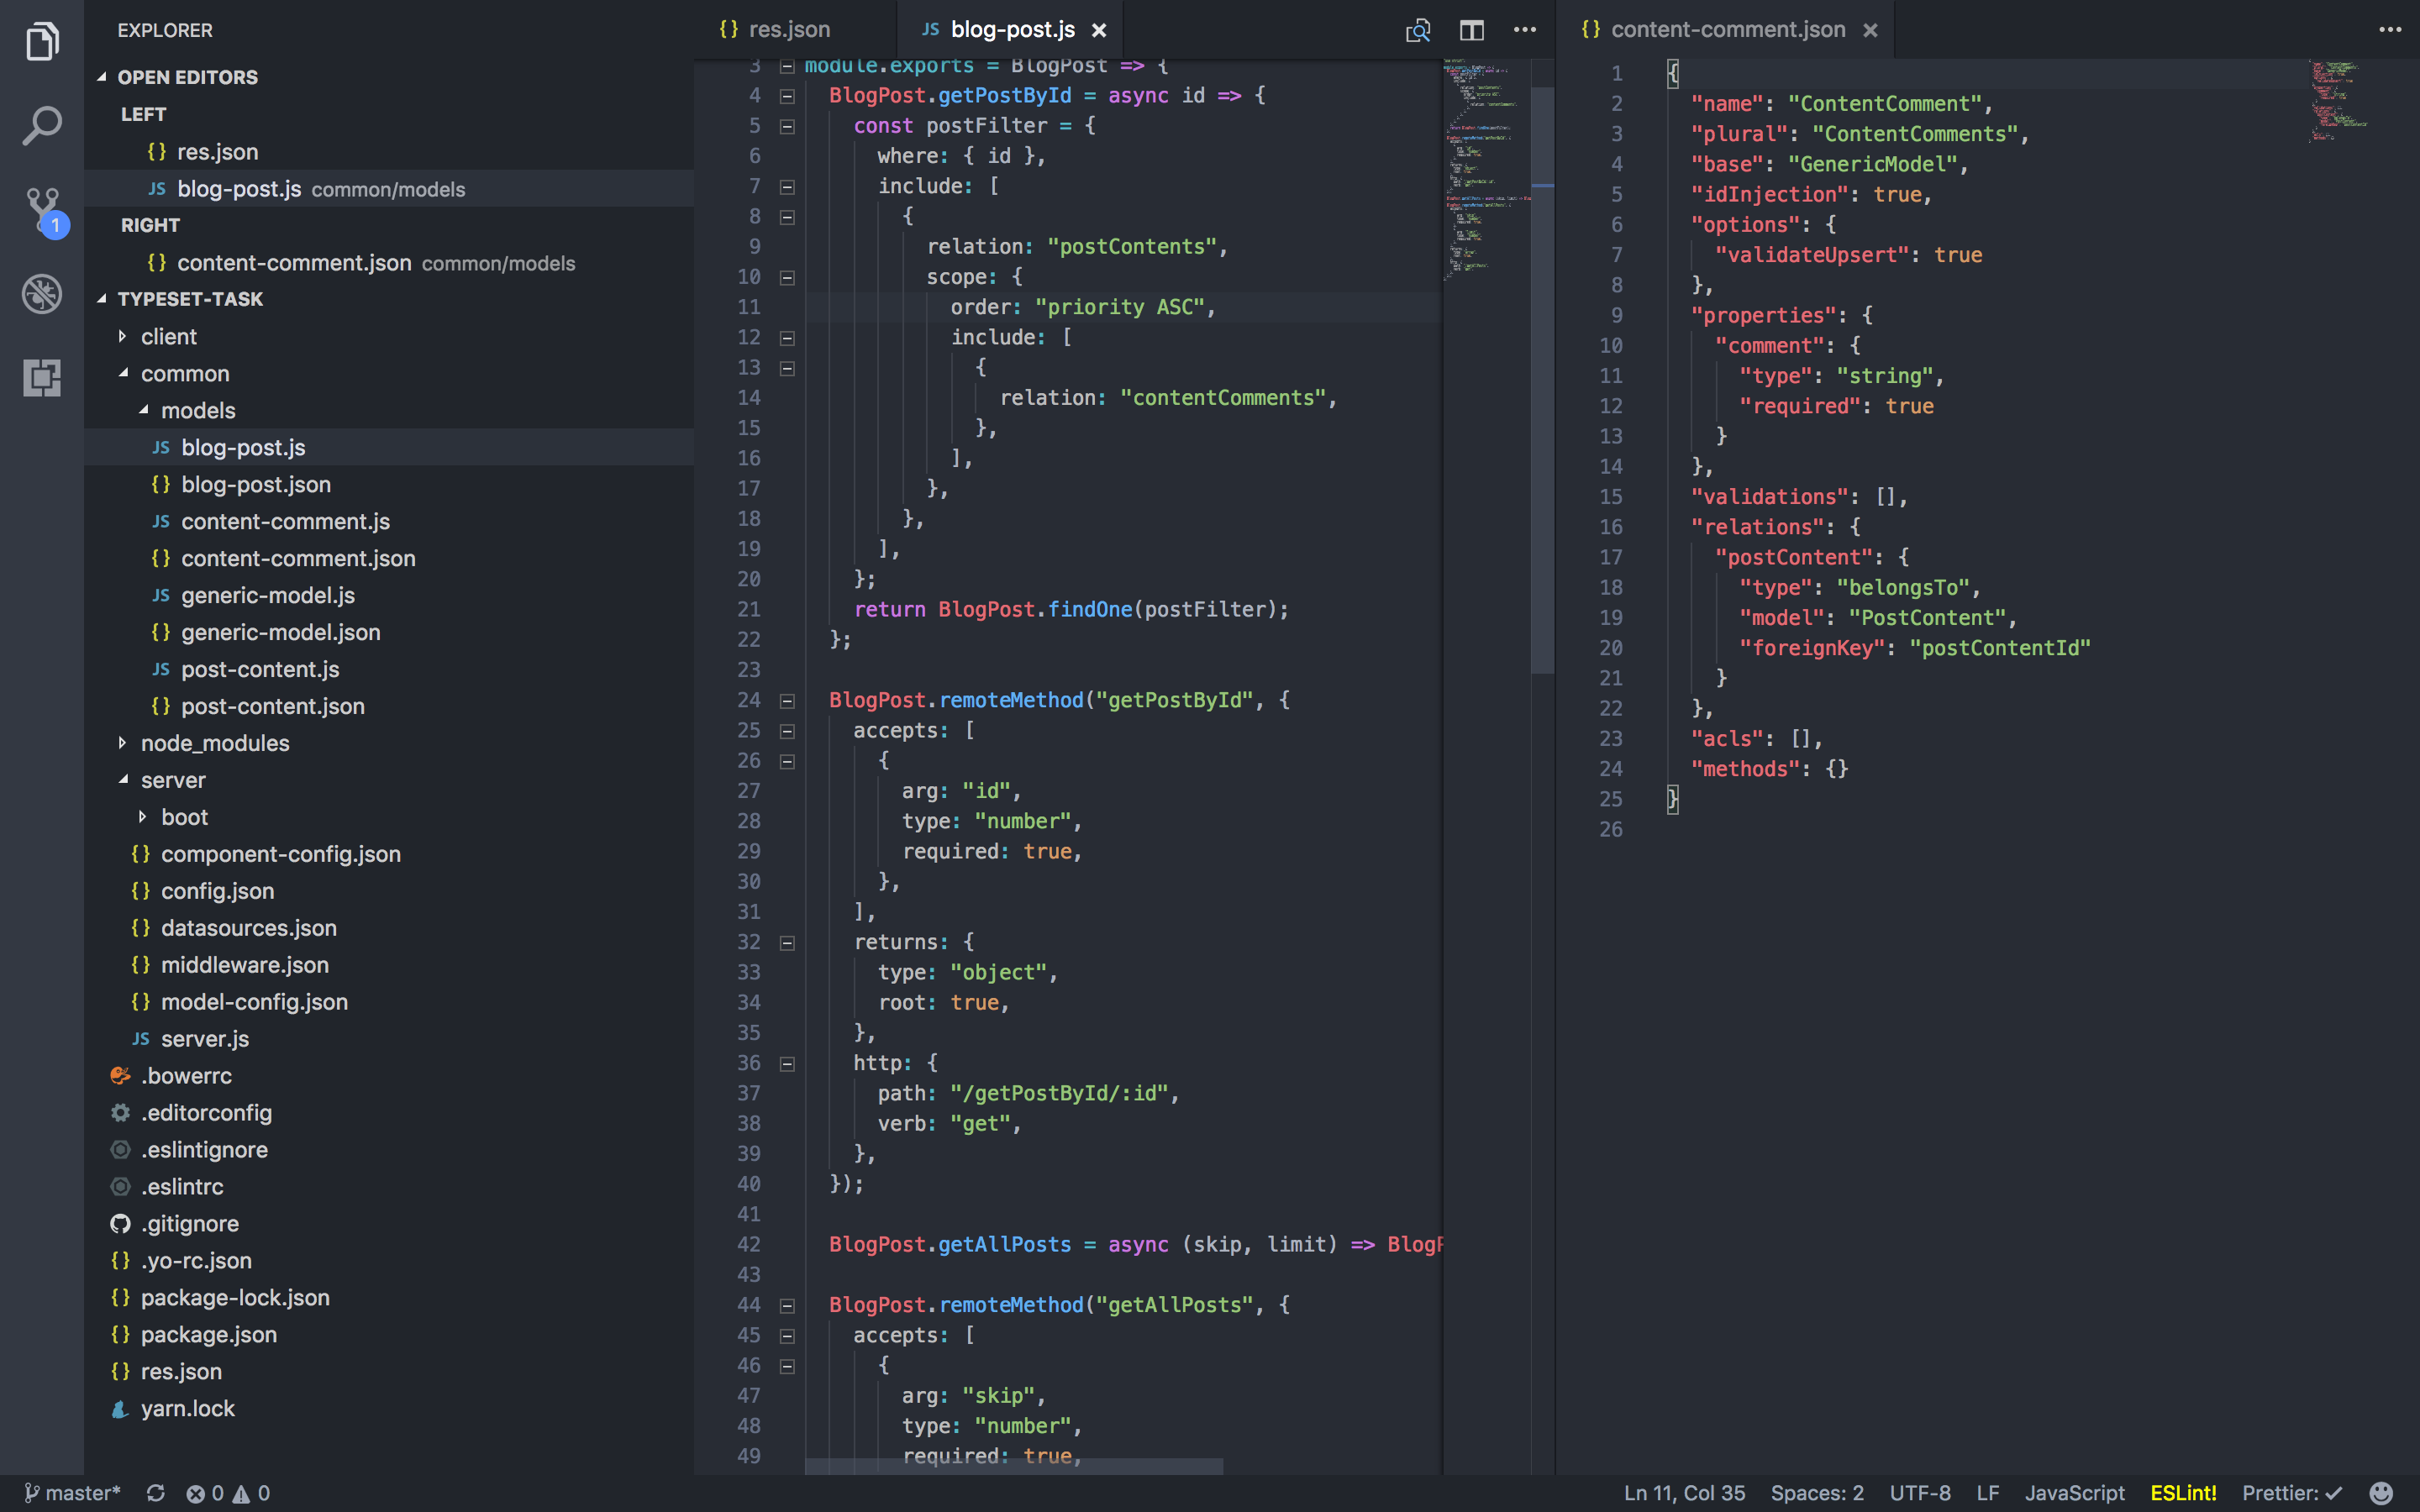 EXPLORER
OPEN EDITORS
LEFT
{} res.json
JS blog-post.js common/models
RIGHT
{} content-comment.json common/models
TYPESET-TASK
client
common
models
JS blog-post.js
{} blog-post.json
JS content-comment.js
{} content-comment.json
JS generic-model.js
{} generic-model.json
JS post-content.js
{} post-content.json
node_modules
server
boot
{} component-config.json
{} config.json
{} datasources.json
{} middleware.json
{} model-config.json
JS server.js
.bowerrc
.editorconfig
.eslintignore
.eslintrc
.gitignore
{} .yo-rc.json
{} package-lock.json
{} package.json
{} res.json
yarn.lock
1
{} res.json
JS blog-post.js ×
3 module.exports = BlogPost => {
4 BlogPost.getPostById = async id => {
5 const postFilter = {
6 where: { id },
7 include: [
8 {
9 relation: "postContents",
10 scope: {
11 order: "priority ASC",
12 include: [
13 {
14 relation: "contentComments",
15 },
16 ],
17 },
18 },
19 ],
20 };
21 return BlogPost.findOne(postFilter);
22 };
23
24 BlogPost.remoteMethod("getPostById", {
25 accepts: [
26 {
27 arg: "id",
28 type: "number",
29 required: true,
30 },
31 ],
32 returns: {
33 type: "object",
34 root: true,
35 },
36 http: {
37 path: "/getPostById/:id",
38 verb: "get",
39 },
40 });
41
42 BlogPost.getAllPosts = async (skip, limit) => Blog
43
44 BlogPost.remoteMethod("getAllPosts", {
45 accepts: [
46 {
47 arg: "skip",
48 type: "number",
49 required: true,
{} content-comment.json ×
1 {
2 "name": "ContentComment",
3 "plural": "ContentComments",
4 "base": "GenericModel",
5 "idInjection": true,
6 "options": {
7 "validateUpsert": true
8 },
9 "properties": {
10 "comment": {
11 "type": "string",
12 "required": true
13 }
14 },
15 "validations": [],
16 "relations": {
17 "postContent": {
18 "type": "belongsTo",
19 "model": "PostContent",
20 "foreignKey": "postContentId"
21 }
22 },
23 "acls": [],
24 "methods": {}
25 }
26
master* 0 0
Ln 11, Col 35 Spaces: 2 UTF-8 LF JavaScript ESLint! Prettier: ✓